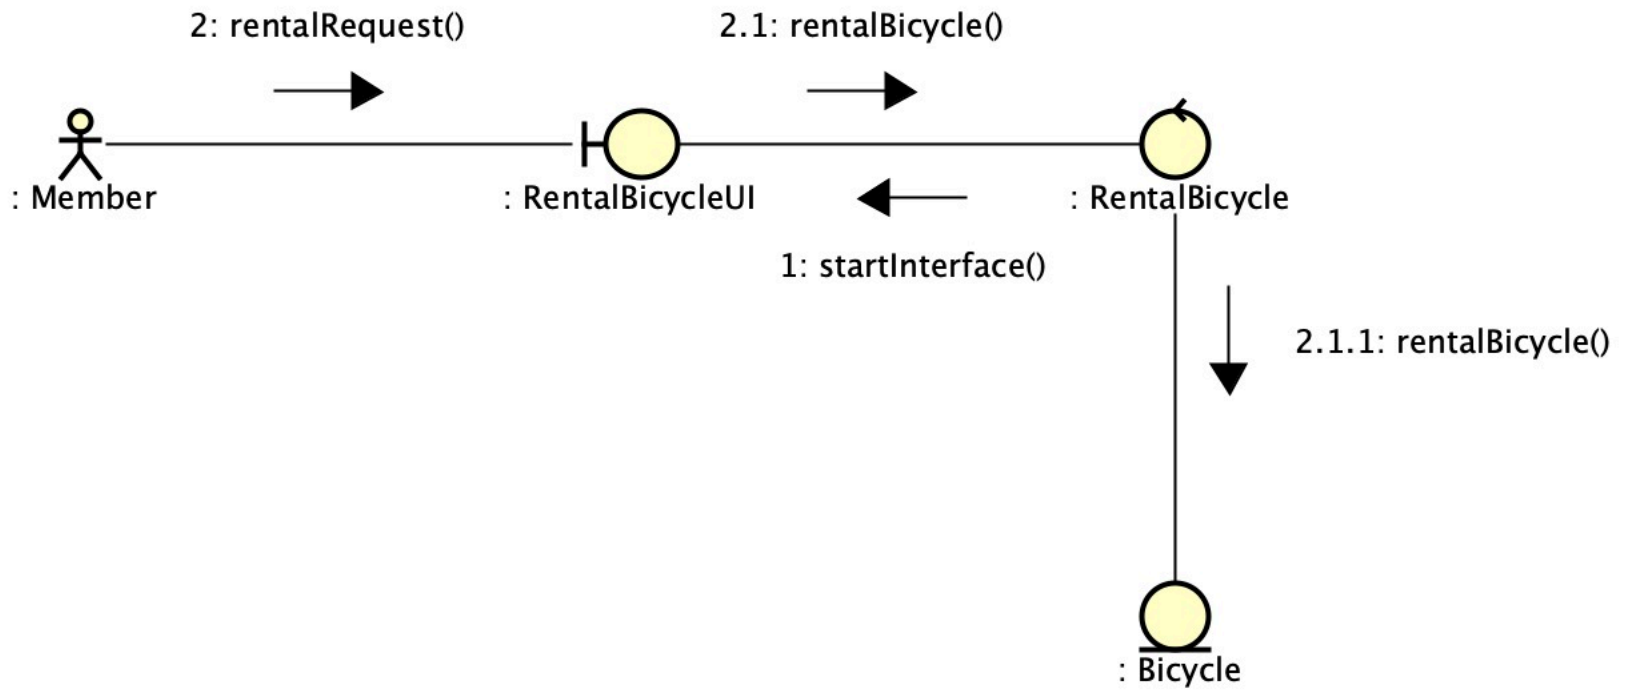 2: rentalRequest()
2.1: rentalBicycle()
: Member
: RentalBicycleUI
: RentalBicycle
1: startInterface()
2.1.1: rentalBicycle()
: Bicycle